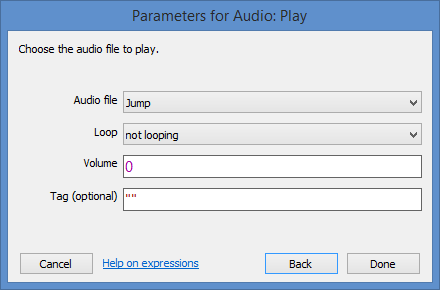 Parameters for Audio: Play
Choose the audio file to play.
Audio file Jump
Loop not looping
Volume 0
Tag (optional) ""
Cancel Help on expressions Back Done